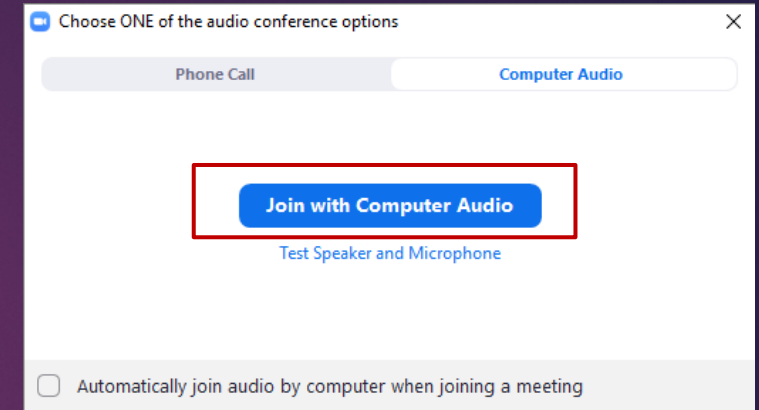 Choose ONE of the audio conference options
Phone Call
Computer Audio
Join with Computer Audio
Test Speaker and Microphone
Automatically join audio by computer when joining a meeting